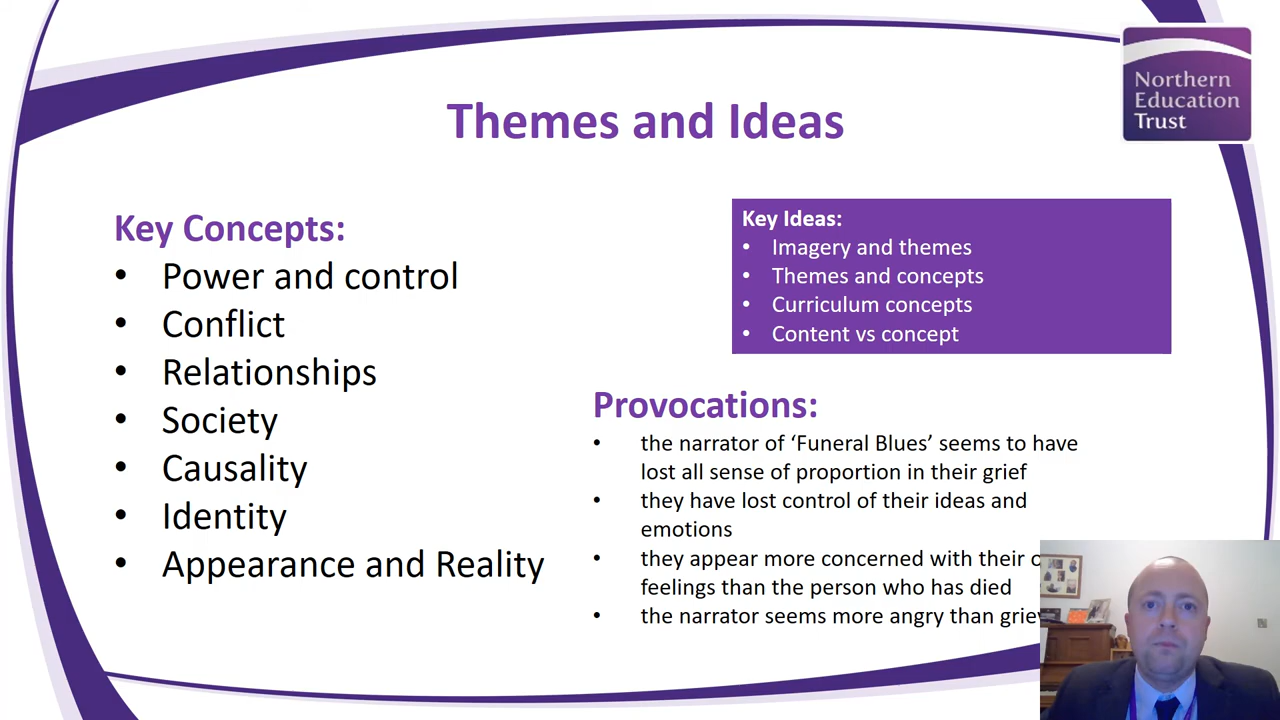 Northern
Education
Trust
Themes and Ideas
Key Concepts:
• Power and control
• Conflict
• Relationships
• Society
• Causality
• Identity
• Appearance and Reality
Key Ideas:
• Imagery and themes
• Themes and concepts
• Curriculum concepts
• Content vs concept
Provocations:
• the narrator of ‘Funeral Blues’ seems to have
lost all sense of proportion in their grief
• they have lost control of their ideas and
emotions
• they appear more concerned with their
feelings than the person who has died
• the narrator seems more angry than